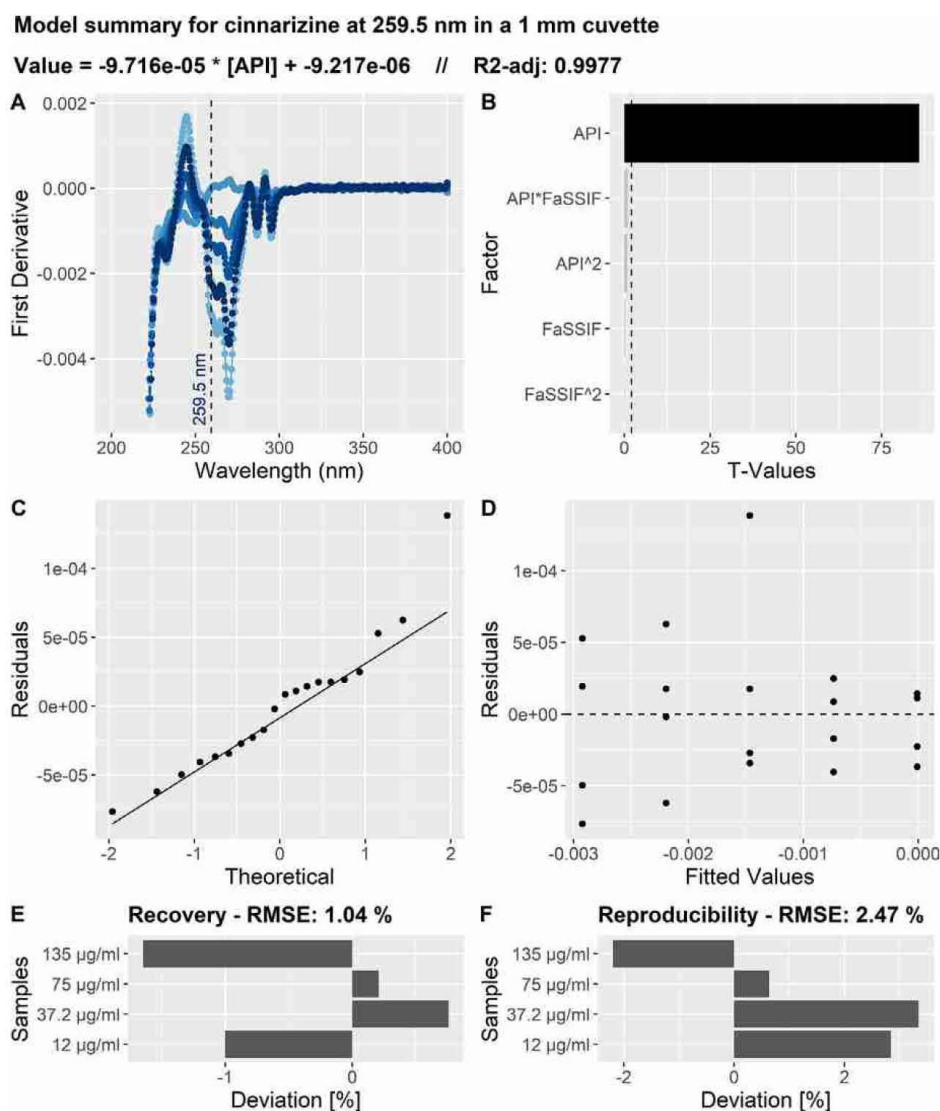 Model summary for cinnarizine at 259.5 nm in a 1 mm cuvette
Value = -9.716e-05 * [API] + -9.217e-06 // R2-adj: 0.9977
A
0.002
0.000
-0.002
-0.004
First Derivative
259.5 nm
200 250 300 350 400
Wavelength (nm)
B
API
API*FaSSIF
API^2
FaSSIF
FaSSIF^2
Factor
0 25 50 75
T-Values
C
1e-04
5e-05
0e+00
-5e-05
Residuals
-2 -1 0 1 2
Theoretical
D
1e-04
5e-05
0e+00
-5e-05
Residuals
-0.003 -0.002 -0.001 0.000
Fitted Values
E Recovery - RMSE: 1.04 %
135 µg/ml
75 µg/ml
37.2 µg/ml
12 µg/ml
Samples
-1 0
Deviation [%]
F Reproducibility - RMSE: 2.47 %
135 µg/ml
75 µg/ml
37.2 µg/ml
12 µg/ml
Samples
-2 0 2
Deviation [%]